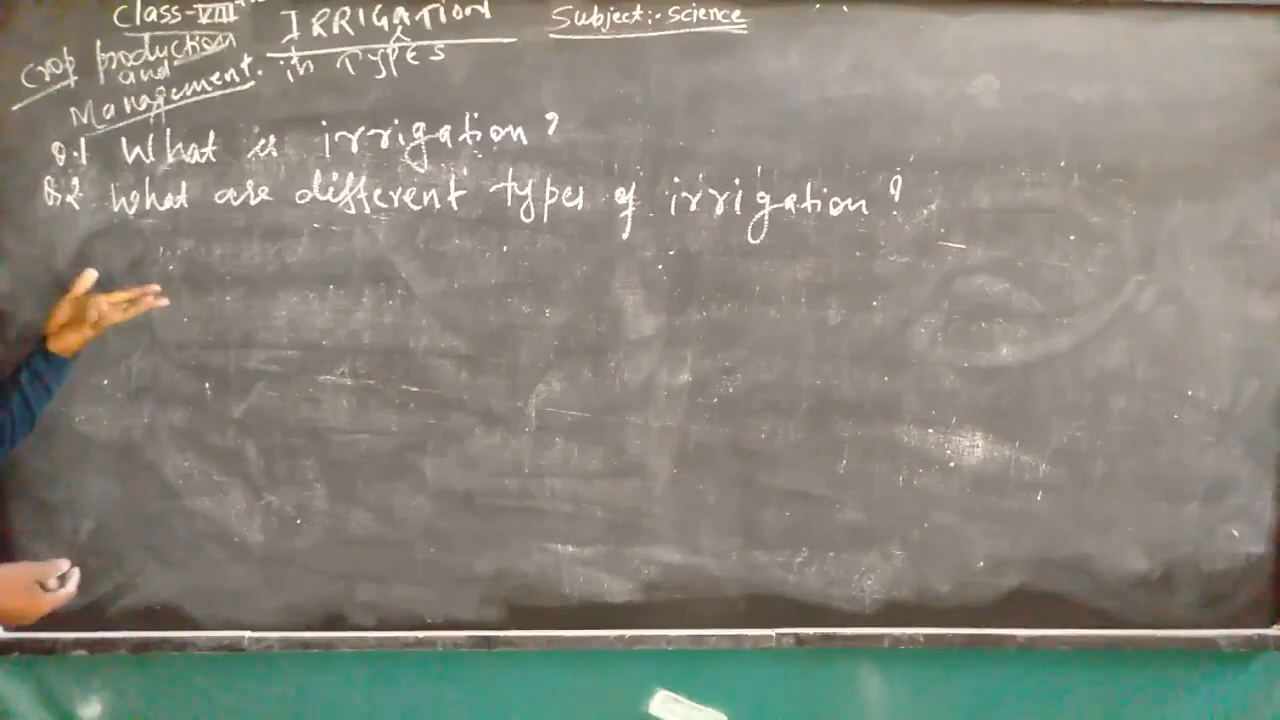 Class-VIII
IRRIGATION
Subject:- Science
Crop production
and
Management.
in TYPES
Q.1 What is irrigation?
Q.2 What are different types of irrigation?